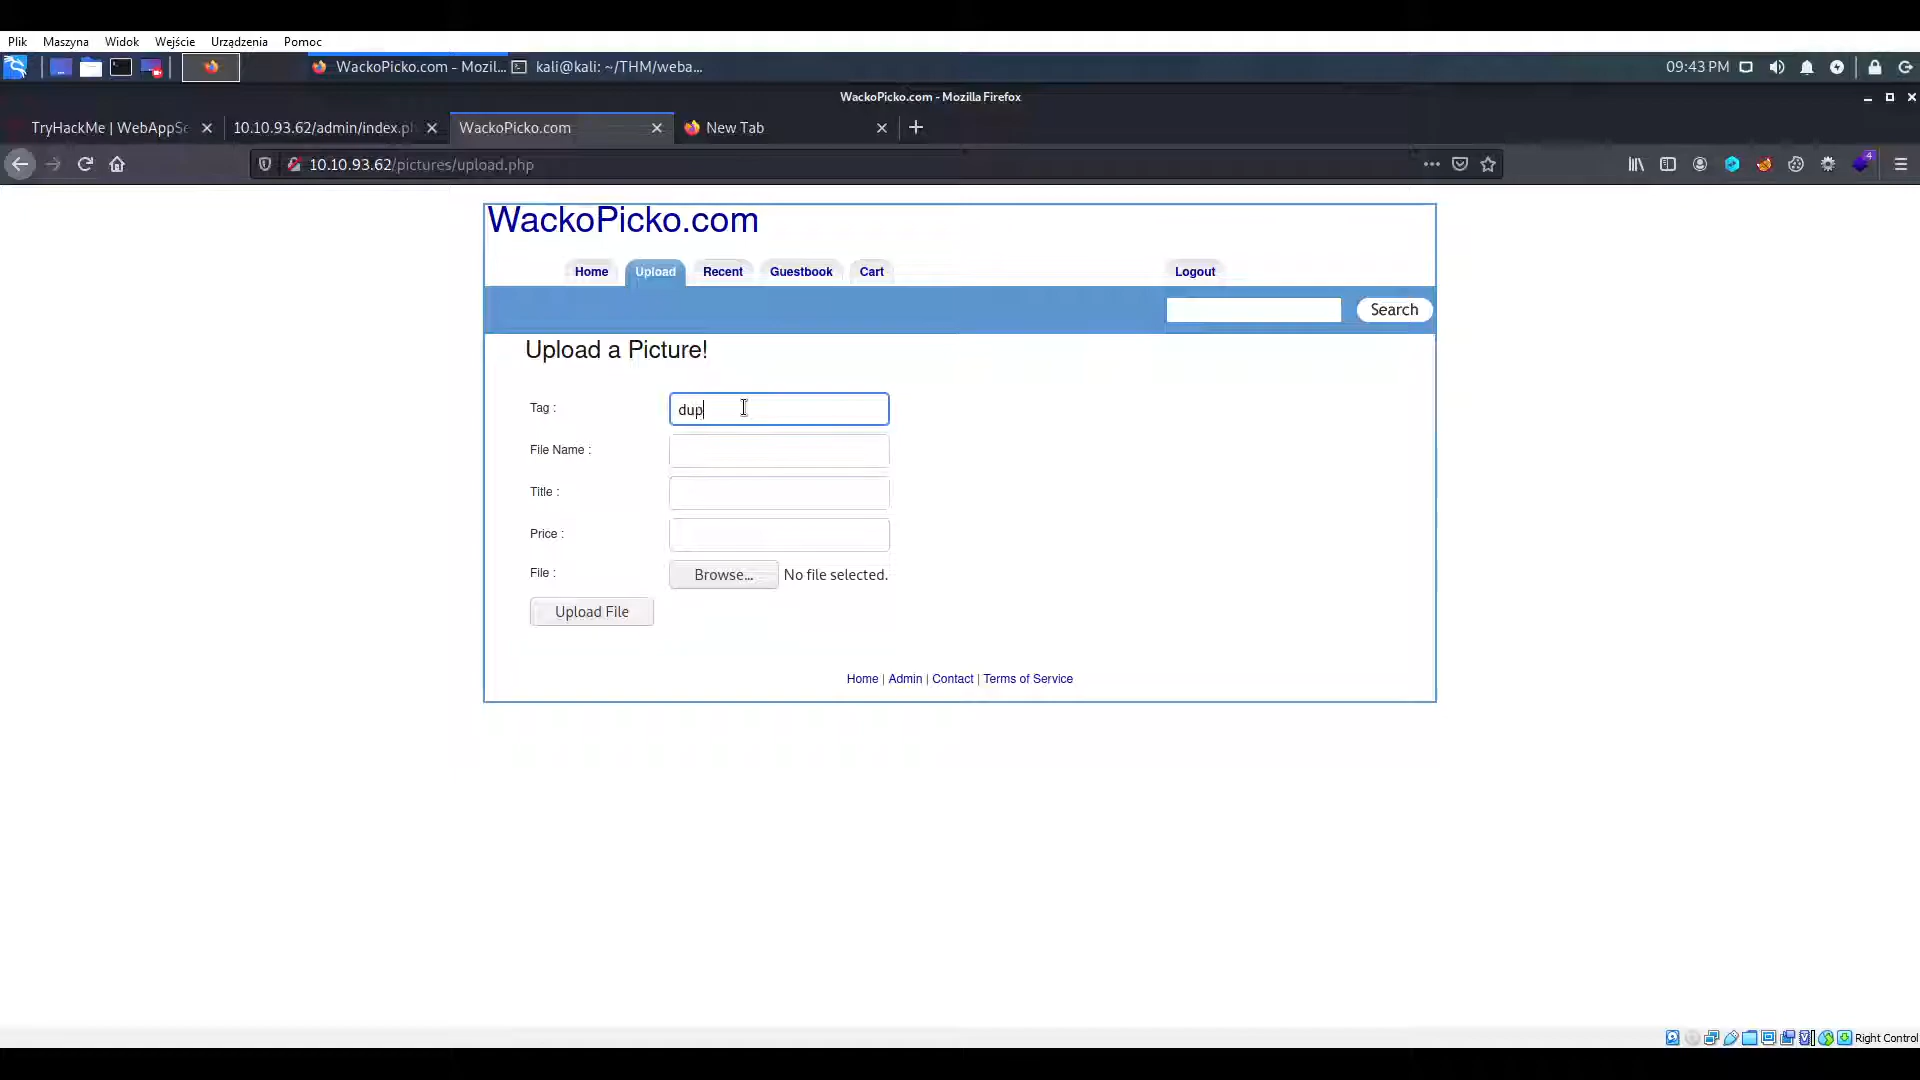 Plik Maszyna Widok Wejście Urządzenia Pomoc
WackoPicko.com - Mozil... kali@kali: ~/THM/weba... 09:43 PM
WackoPicko.com - Mozilla Firefox
TryHackMe | WebAppSe 10.10.93.62/admin/index.ph WackoPicko.com New Tab
10.10.93.62/pictures/upload.php 4
WackoPicko.com
Home Upload Recent Guestbook Cart Logout
Search
Upload a Picture!
Tag : dup
File Name :
Title :
Price :
File : Browse... No file selected.
Upload File
Home | Admin | Contact | Terms of Service
Right Control